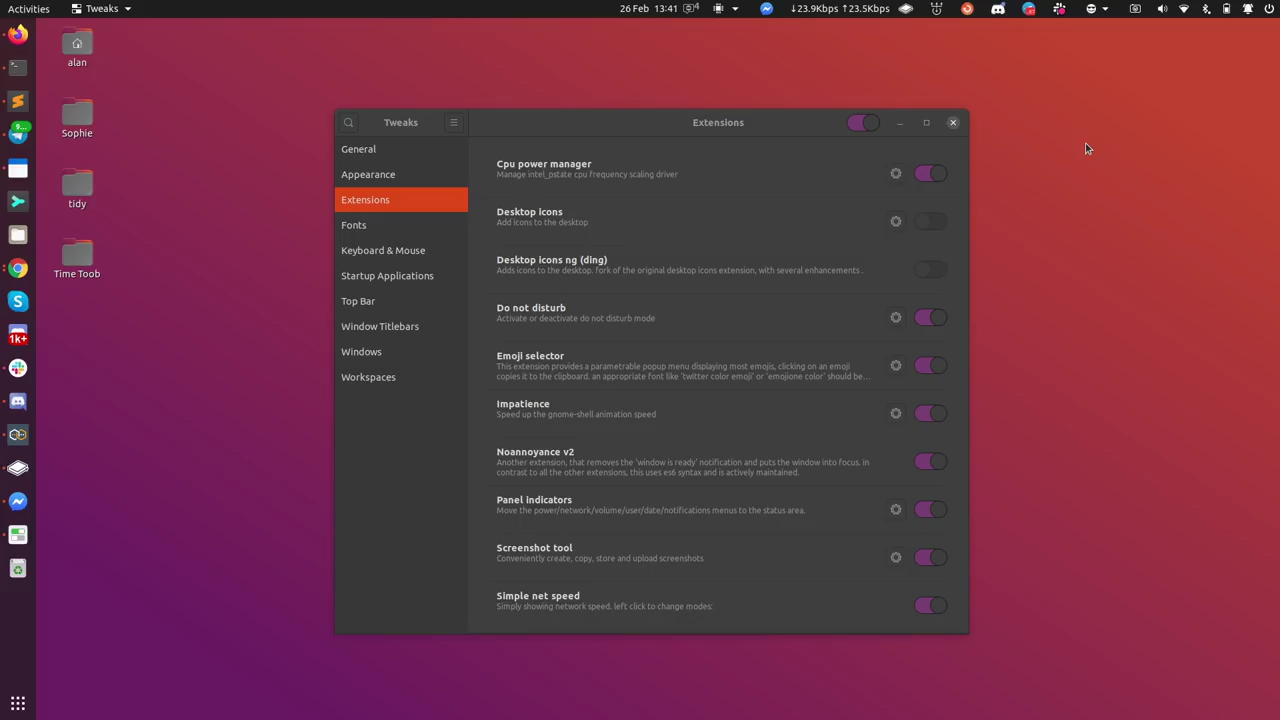 Activities
Tweaks
26 Feb 13:41
4
↓23.9Kbps ↑23.5Kbps
alan
Sophie
tidy
Time Toob
9...
1k+
Tweaks
Extensions
General
Appearance
Extensions
Fonts
Keyboard & Mouse
Startup Applications
Top Bar
Window Titlebars
Windows
Workspaces
Cpu power manager
Manage intel_pstate cpu frequency scaling driver
Desktop icons
Add icons to the desktop
Desktop icons ng (ding)
Adds icons to the desktop. fork of the original desktop icons extension, with several enhancements .
Do not disturb
Activate or deactivate do not disturb mode
Emoji selector
This extension provides a parametrable popup menu displaying most emojis, clicking on an emoji
copies it to the clipboard. an appropriate font like 'twitter color emoji' or 'emojione color' should be...
Impatience
Speed up the gnome-shell animation speed
Noannoyance v2
Another extension, that removes the 'window is ready' notification and puts the window into focus. in
contrast to all the other extensions, this uses es6 syntax and is actively maintained.
Panel indicators
Move the power/network/volume/user/date/notifications menus to the status area.
Screenshot tool
Conveniently create, copy, store and upload screenshots
Simple net speed
Simply showing network speed. left click to change modes: